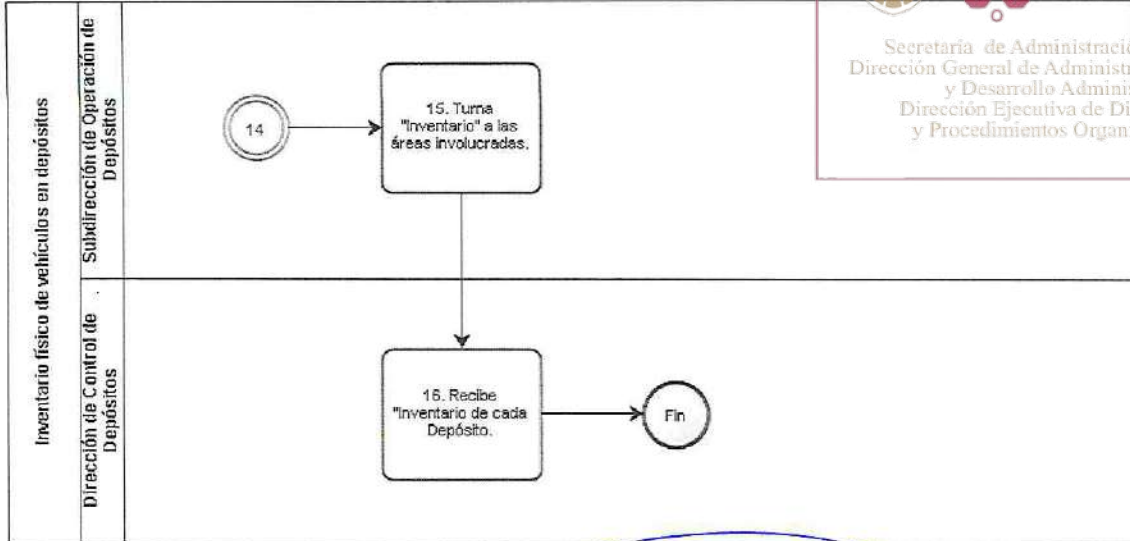 Inventario físico de vehículos en depósitos
Subdirección de Operación de
Depósitos
14
15. Turna
"Inventario" a las
áreas involucradas.
Secretaría de Administració
Dirección General de Administr
y Desarrollo Adminis
Dirección Ejecutiva de Di
y Procedimientos Organ
Dirección de Control de
Depósitos
16. Recibe
"Inventario de cada
Depósito.
Fin